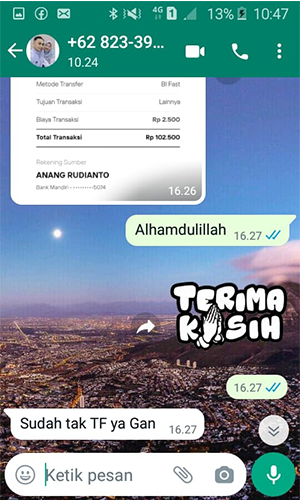 4G 1 13% 10:47
+62 823-39...
10.24
Metode Transfer BI Fast
Tujuan Transaksi Lainnya
Biaya Transaksi Rp 2.500
Total Transaksi Rp 102.500
Rekening Sumber
ANANG RUDIANTO
Bank Mandiri - ··········5074
16.26
Alhamdulillah 16.27
TERIMA
KASIH
16.27
Sudah tak TF ya Gan 16.27
Ketik pesan